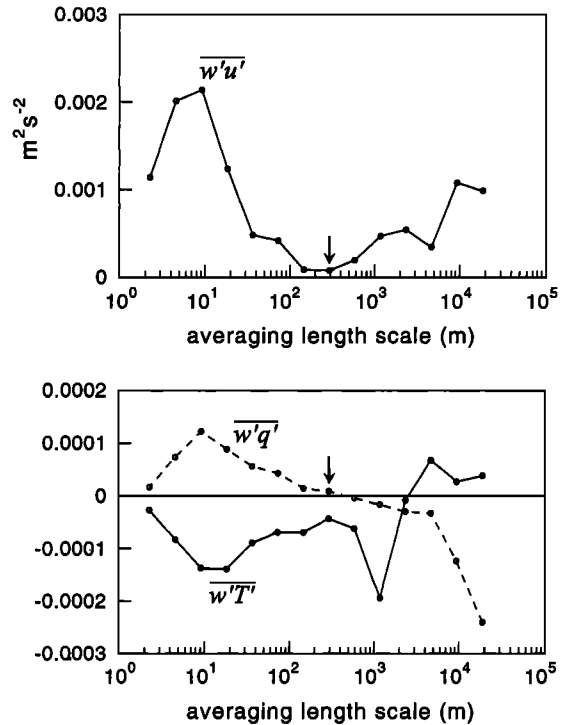 0.003
0.002
0.001
0
m²s⁻²
w'u'
10⁰ 10¹ 10² 10³ 10⁴ 10⁵
averaging length scale (m)
0.0002
0.0001
0
-0.0001
-0.0002
-0.0003
w'q'
w'T'
10⁰ 10¹ 10² 10³ 10⁴ 10⁵
averaging length scale (m)